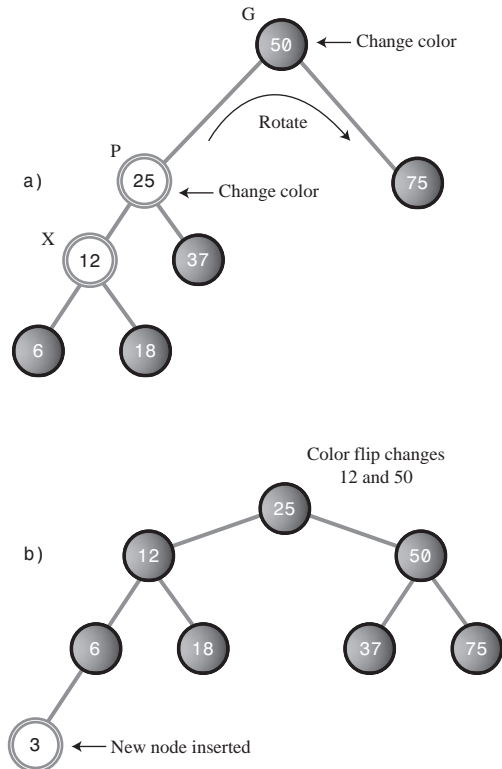 G
50
Change color
Rotate
P
a)
25
Change color
75
X
12
37
6
18
Color flip changes
12 and 50
25
b)
12
50
6
18
37
75
3
New node inserted